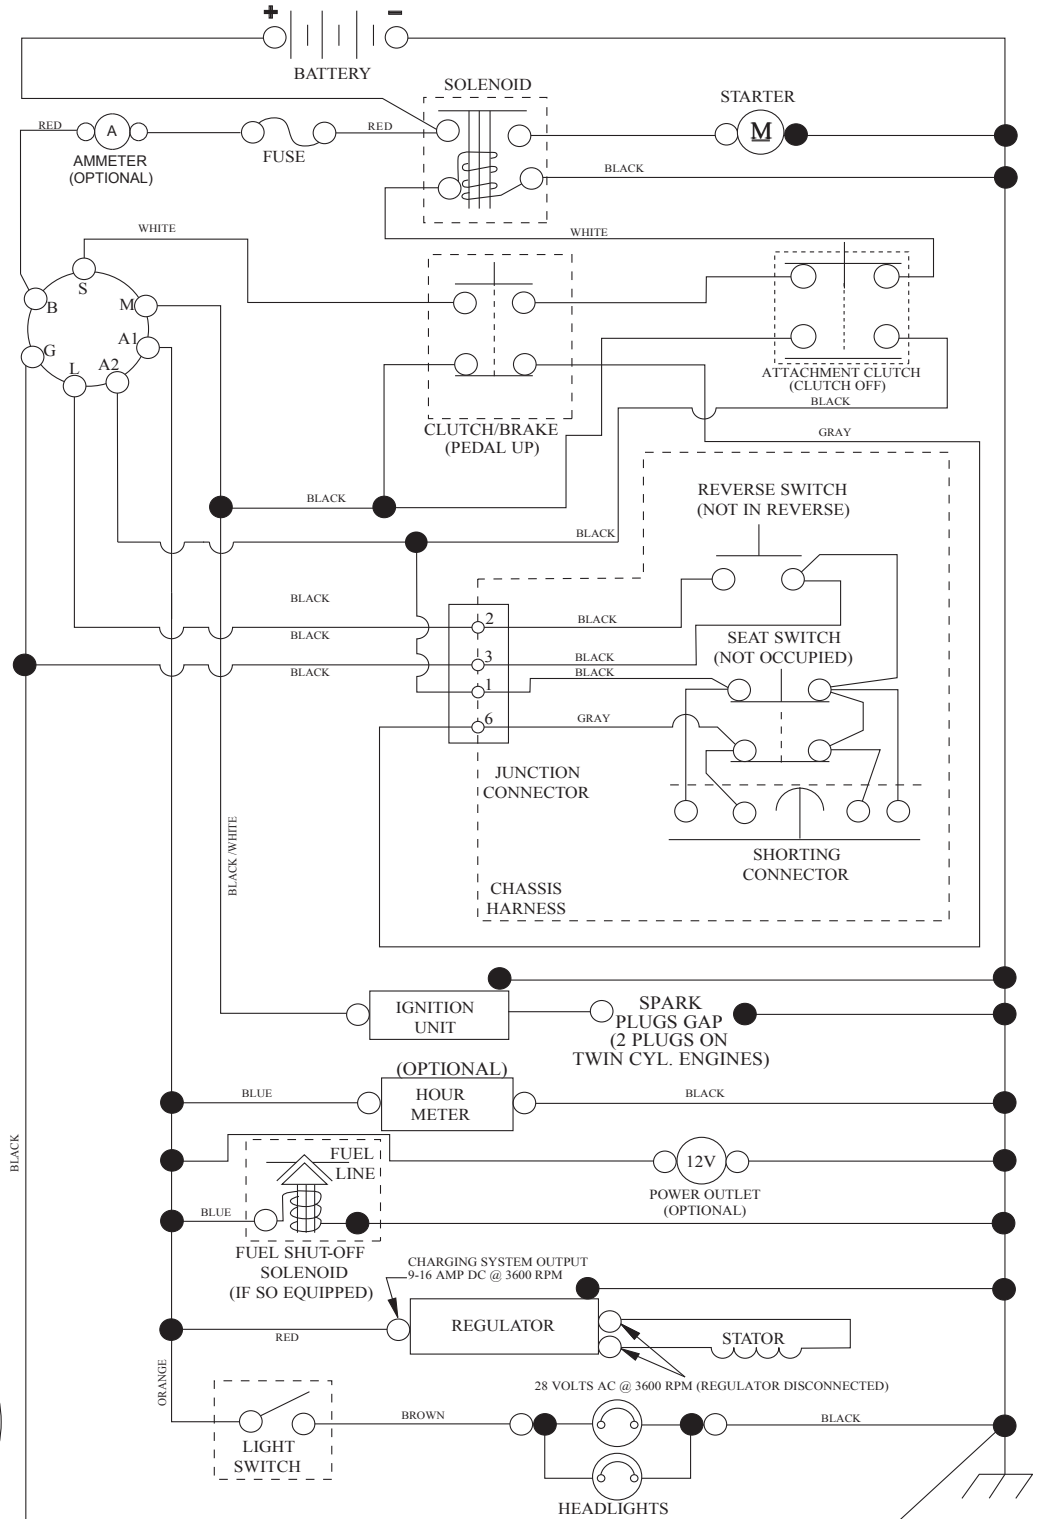 + –
BATTERY
SOLENOID
STARTER
RED
A
RED
M
FUSE
AMMETER
(OPTIONAL)
BLACK
WHITE
WHITE
S
B
M
A1
G
L
A2
ATTACHMENT CLUTCH
(CLUTCH OFF)
BLACK
CLUTCH/BRAKE
(PEDAL UP)
GRAY
REVERSE SWITCH
(NOT IN REVERSE)
BLACK
BLACK
BLACK
2
BLACK
BLACK
SEAT SWITCH
(NOT OCCUPIED)
3
BLACK
BLACK
BLACK
1
6
GRAY
JUNCTION
CONNECTOR
BLACK /WHITE
SHORTING
CONNECTOR
CHASSIS
HARNESS
IGNITION
UNIT
SPARK
PLUGS GAP
(2 PLUGS ON
TWIN CYL. ENGINES)
(OPTIONAL)
BLUE
HOUR
METER
BLACK
BLACK
FUEL
LINE
12V
POWER OUTLET
(OPTIONAL)
BLUE
FUEL SHUT-OFF
SOLENOID
(IF SO EQUIPPED)
CHARGING SYSTEM OUTPUT
9-16 AMP DC @ 3600 RPM
REGULATOR
RED
STATOR
28 VOLTS AC @ 3600 RPM (REGULATOR DISCONNECTED)
ORANGE
BROWN
BLACK
LIGHT
SWITCH
HEADLIGHTS